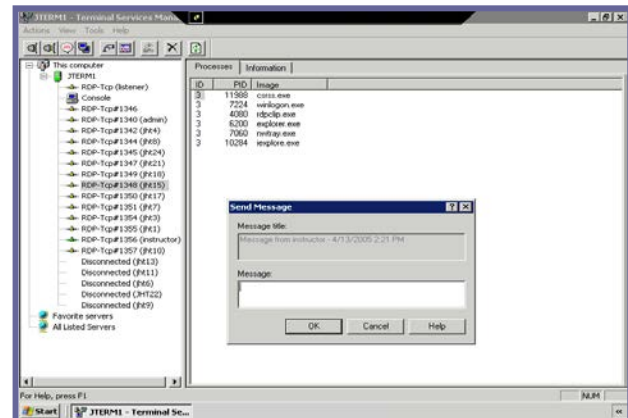 JTERM1 - Terminal Services Mana
Actions View Tools Help
This computer
JTERM1
RDP-Tcp (listener)
Console
RDP-Tcp#1346
RDP-Tcp#1340 (admin)
RDP-Tcp#1342 (jht4)
RDP-Tcp#1344 (jht8)
RDP-Tcp#1345 (jht24)
RDP-Tcp#1347 (jht21)
RDP-Tcp#1349 (jht18)
RDP-Tcp#1348 (jht15)
RDP-Tcp#1350 (jht17)
RDP-Tcp#1351 (jht7)
RDP-Tcp#1354 (jht3)
RDP-Tcp#1355 (jht1)
RDP-Tcp#1356 (instructor)
RDP-Tcp#1357 (jht10)
Disconnected (jht13)
Disconnected (jht11)
Disconnected (jht6)
Disconnected (JHT22)
Disconnected (jht9)
Favorite servers
All Listed Servers
Processes Information
ID PID Image
3 11988 csrss.exe
3 7224 winlogon.exe
3 4080 rdpclip.exe
3 6200 explorer.exe
3 7060 nwtray.exe
3 10284 iexplore.exe
Send Message
Message title:
Message from instructor - 4/13/2005 2:21 PM
Message:
OK Cancel Help
For Help, press F1 NUM
Start JTERM1 - Terminal Se...